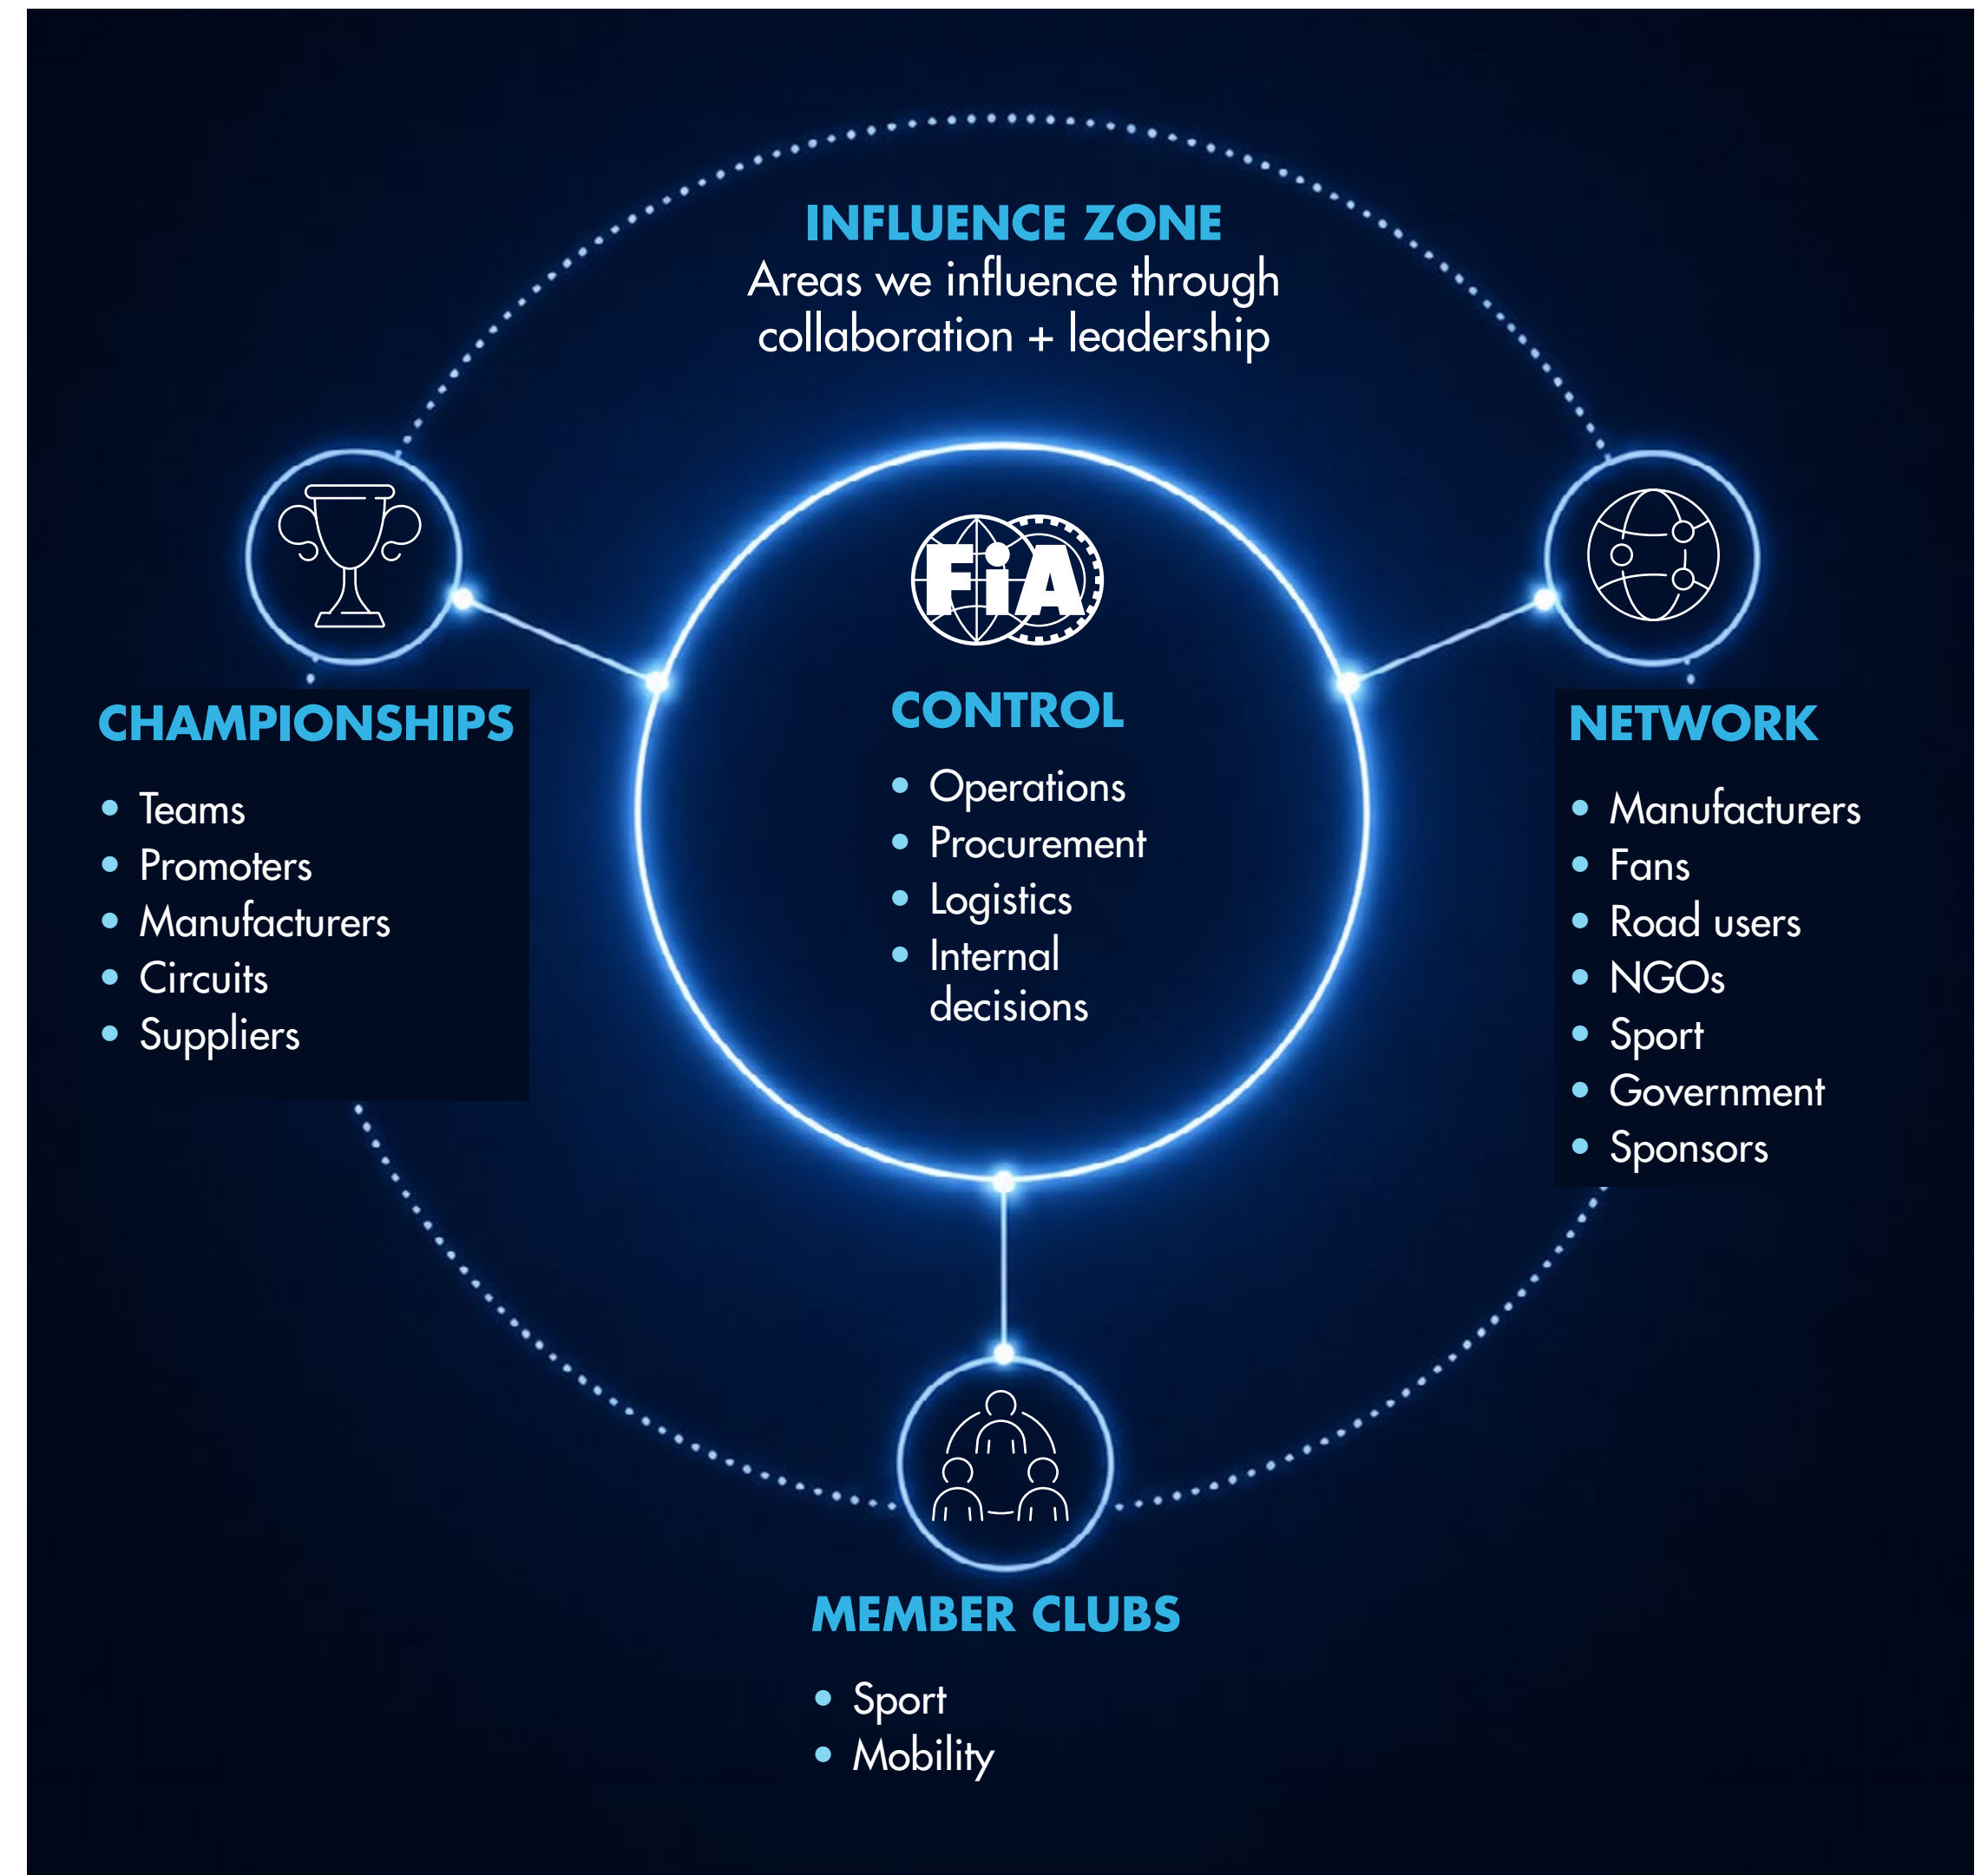 INFLUENCE ZONE
Areas we influence through
collaboration + leadership
FiA
CONTROL
• Operations
• Procurement
• Logistics
• Internal
decisions
CHAMPIONSHIPS
• Teams
• Promoters
• Manufacturers
• Circuits
• Suppliers
NETWORK
• Manufacturers
• Fans
• Road users
• NGOs
• Sport
• Government
• Sponsors
MEMBER CLUBS
• Sport
• Mobility